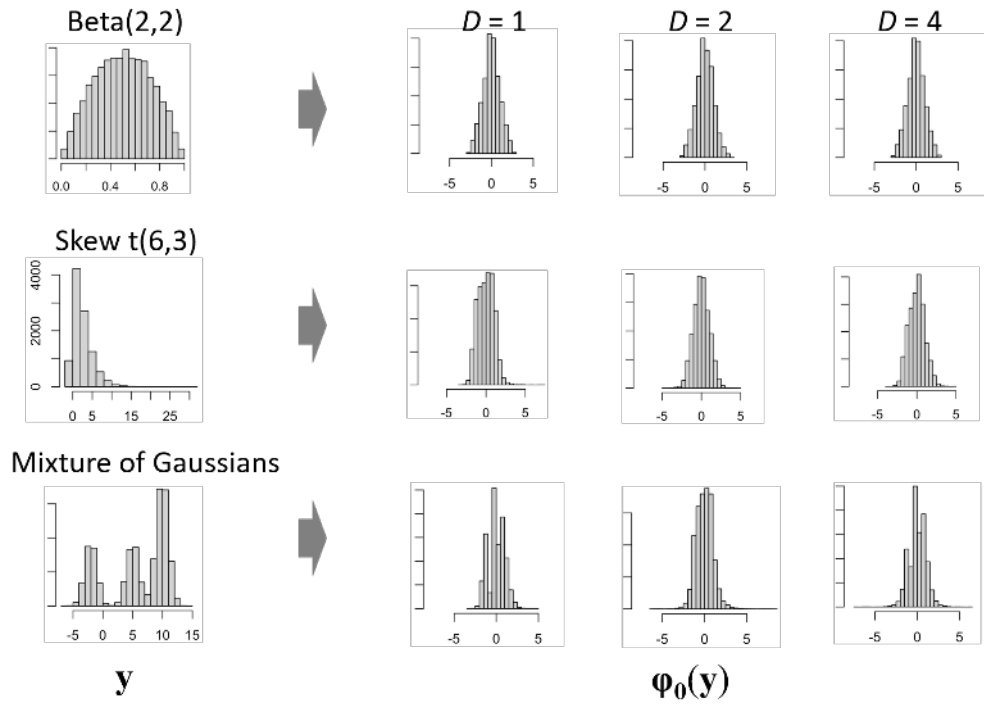 Beta(2,2)
D = 1
D = 2
D = 4
0.0 0.4 0.8
-5 0 5
-5 0 5
-5 0 5
Skew t(6,3)
4000
2000
0
0 5 15 25
-5 0 5
-5 0 5
-5 0 5
Mixture of Gaussians
-5 0 5 10 15
-5 0 5
-5 0 5
-5 0 5
y
φ₀(y)